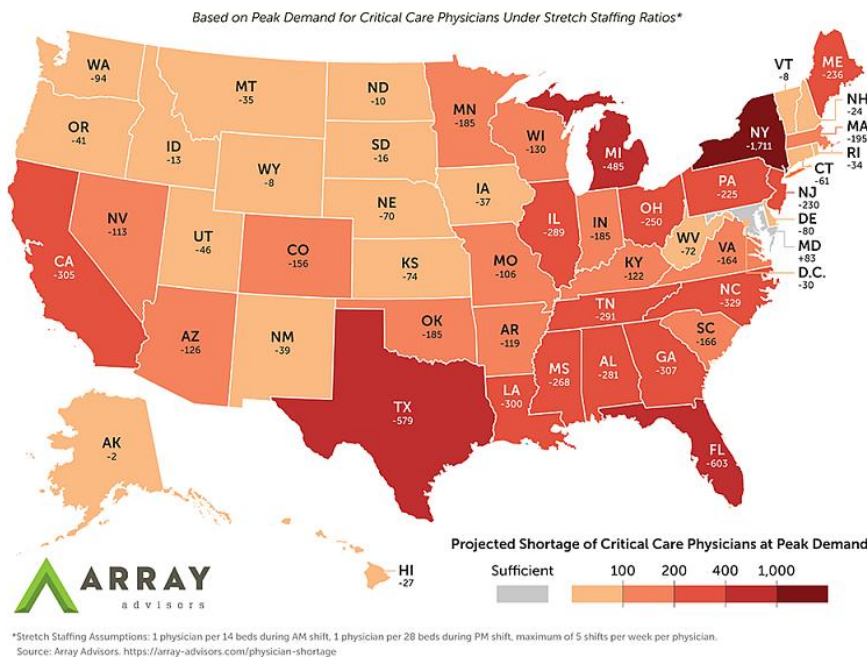 Based on Peak Demand for Critical Care Physicians Under Stretch Staffing Ratios*
WA
-94
MT
-35
ND
-10
MN
-185
VT
-8
ME
-236
NH
-24
MA
-195
RI
-34
CT
-61
NJ
-230
DE
-80
MD
+83
D.C.
-30
OR
-41
ID
-13
WY
-8
SD
-16
WI
-130
MI
-485
NY
-1,711
PA
-225
NE
-70
IA
-37
IL
-289
IN
-185
OH
-250
WV
-72
VA
-164
CA
-305
NV
-113
UT
-46
CO
-156
KS
-74
MO
-106
KY
-122
NC
-329
TN
-291
SC
-166
AZ
-126
NM
-39
OK
-185
AR
-119
MS
-268
AL
-281
GA
-307
LA
-300
TX
-579
FL
-603
AK
-2
HI
-27
Projected Shortage of Critical Care Physicians at Peak Demand
Sufficient
100 200 400 1,000
ARRAY
advisors
*Stretch Staffing Assumptions: 1 physician per 14 beds during AM shift, 1 physician per 28 beds during PM shift, maximum of 5 shifts per week per physician.
Source: Array Advisors. https://array-advisors.com/physician-shortage